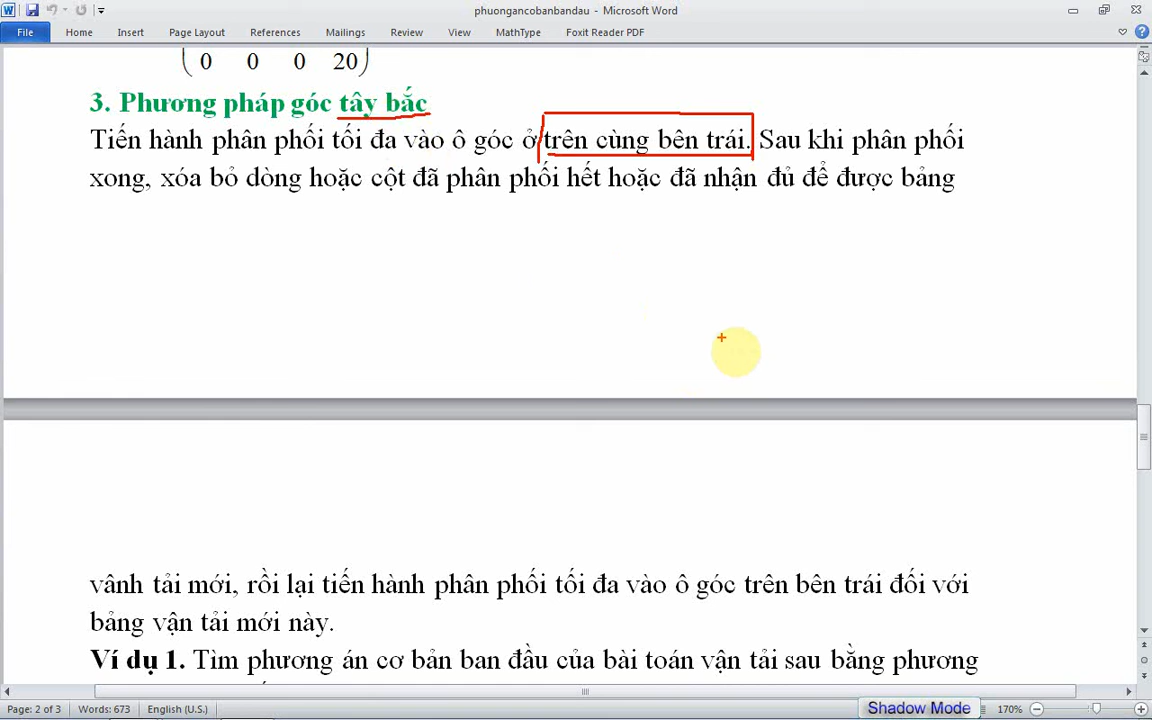 phuongancobanbandau - Microsoft Word
File Home Insert Page Layout References Mailings Review View MathType Foxit Reader PDF
0 0 0 20
3. Phương pháp góc tây bắc
Tiến hành phân phối tối đa vào ô góc ở trên cùng bên trái. Sau khi phân phối
xong, xóa bỏ dòng hoặc cột đã phân phối hết hoặc đã nhận đủ để được bảng
vânh tải mới, rồi lại tiến hành phân phối tối đa vào ô góc trên bên trái đối với
bảng vận tải mới này.
Ví dụ 1. Tìm phương án cơ bản ban đầu của bài toán vận tải sau bằng phương
Page: 2 of 3 Words: 673 English (U.S.) Shadow Mode 170%